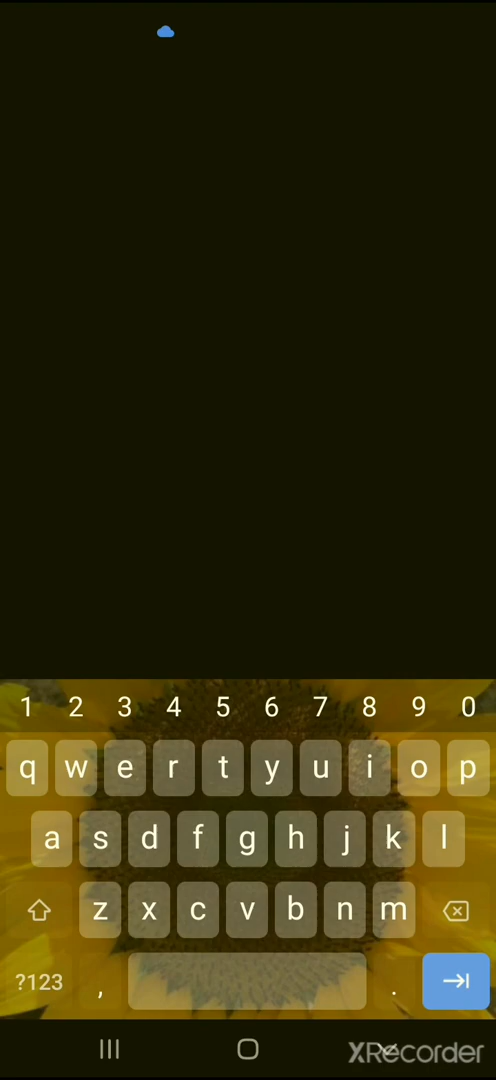 1 2 3 4 5 6 7 8 9 0
q w e r t y u i o p
a s d f g h j k l
z x c v b n m
?123 , .
XRecorder